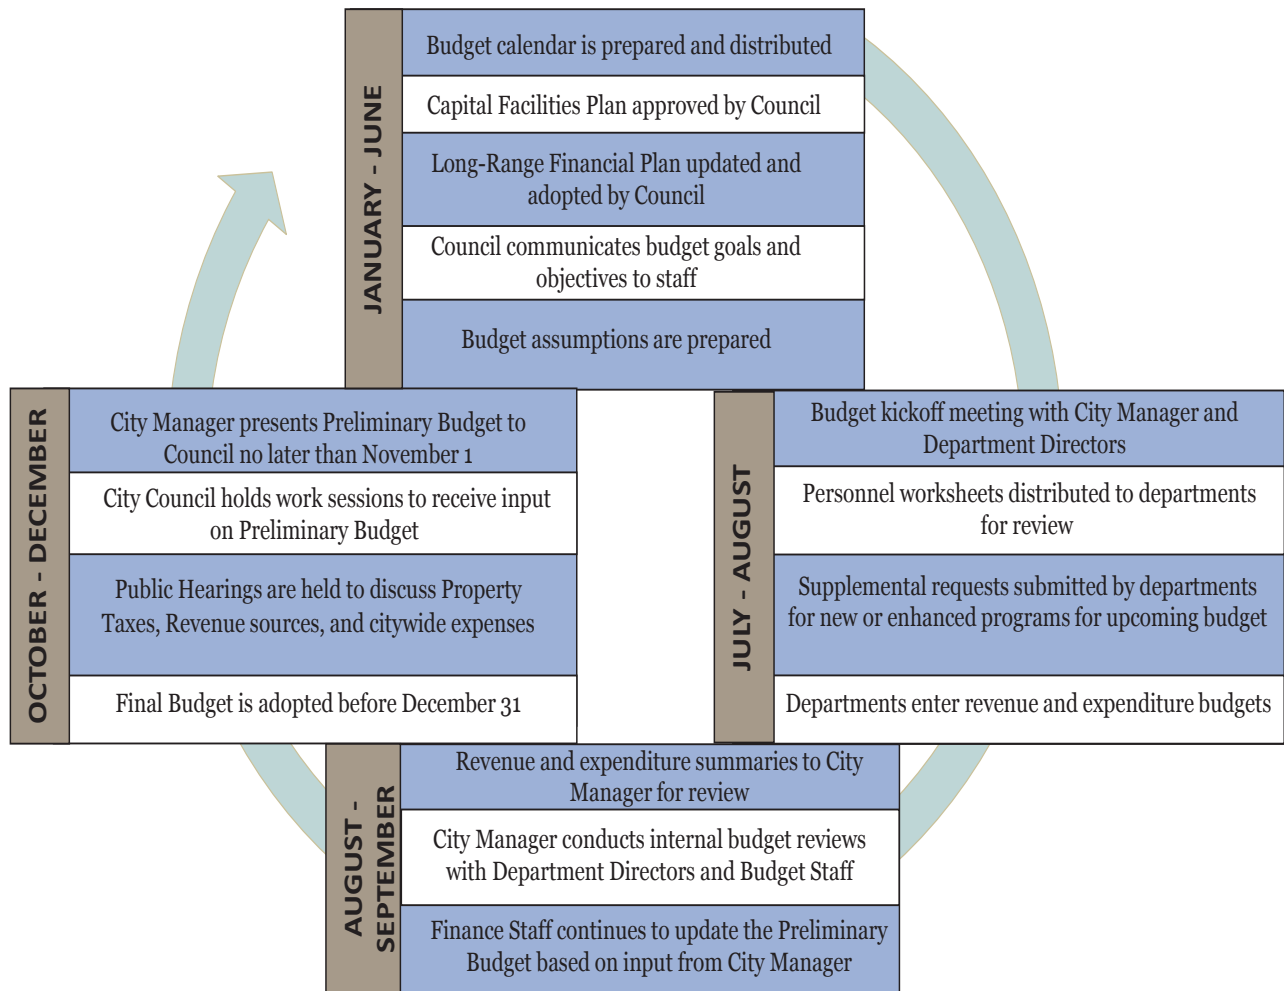 JANUARY - JUNE
Budget calendar is prepared and distributed
Capital Facilities Plan approved by Council
Long-Range Financial Plan updated and
adopted by Council
Council communicates budget goals and
objectives to staff
Budget assumptions are prepared
JULY - AUGUST
Budget kickoff meeting with City Manager and
Department Directors
Personnel worksheets distributed to departments
for review
Supplemental requests submitted by departments
for new or enhanced programs for upcoming budget
Departments enter revenue and expenditure budgets
AUGUST -
SEPTEMBER
Revenue and expenditure summaries to City
Manager for review
City Manager conducts internal budget reviews
with Department Directors and Budget Staff
Finance Staff continues to update the Preliminary
Budget based on input from City Manager
OCTOBER - DECEMBER
City Manager presents Preliminary Budget to
Council no later than November 1
City Council holds work sessions to receive input
on Preliminary Budget
Public Hearings are held to discuss Property
Taxes, Revenue sources, and citywide expenses
Final Budget is adopted before December 31